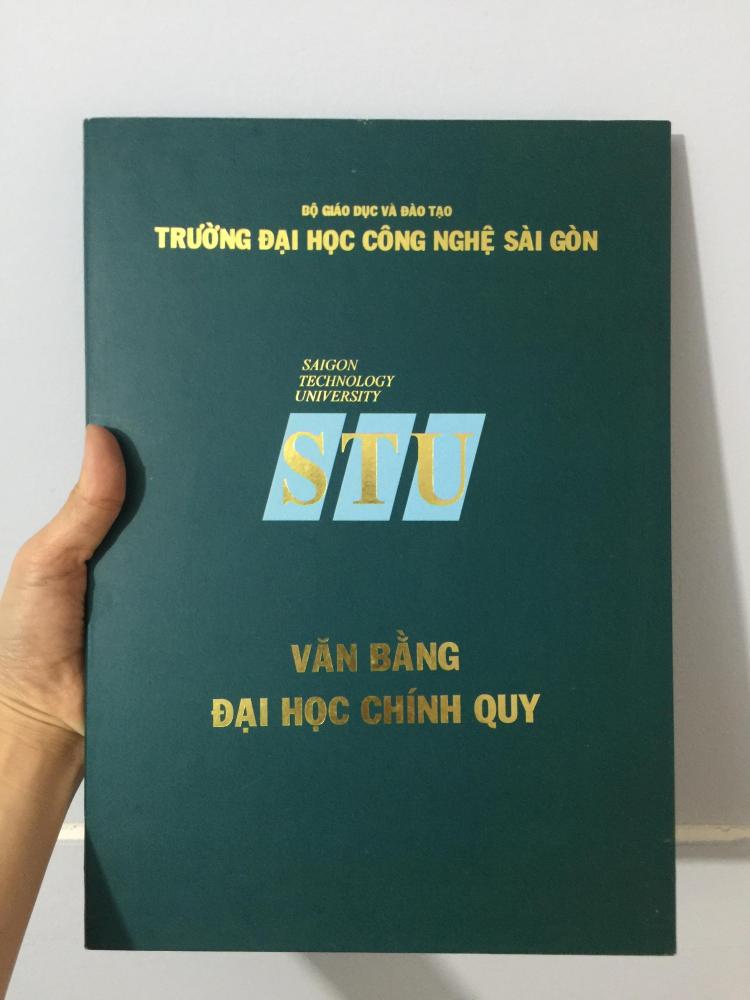 BỘ GIÁO DỤC VÀ ĐÀO TẠO
TRƯỜNG ĐẠI HỌC CÔNG NGHỆ SÀI GÒN
SAIGON
TECHNOLOGY
UNIVERSITY
STU
VĂN BẰNG
ĐẠI HỌC CHÍNH QUY